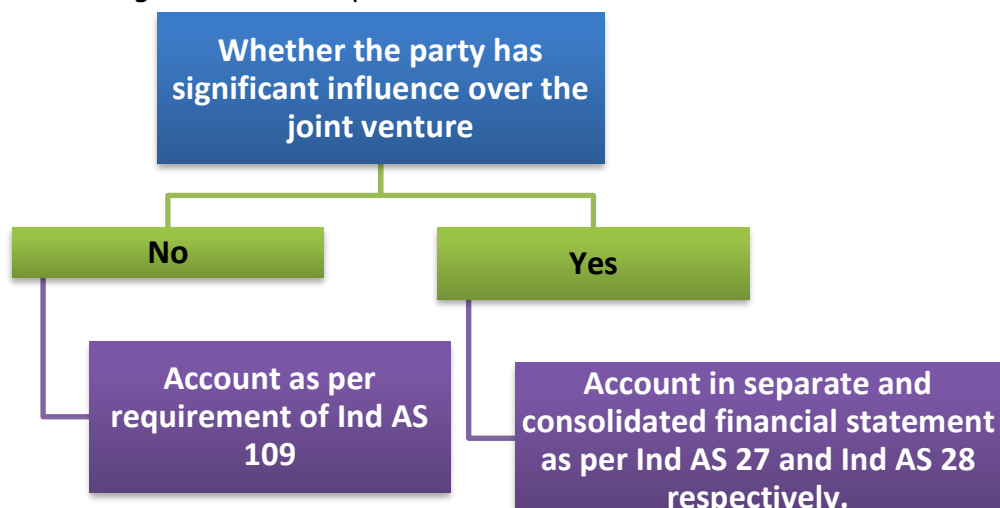 Whether the party has
significant influence over the
joint venture
No
Yes
Account as per
requirement of Ind AS
109
Account in separate and
consolidated financial statement
as per Ind AS 27 and Ind AS 28
respectively.